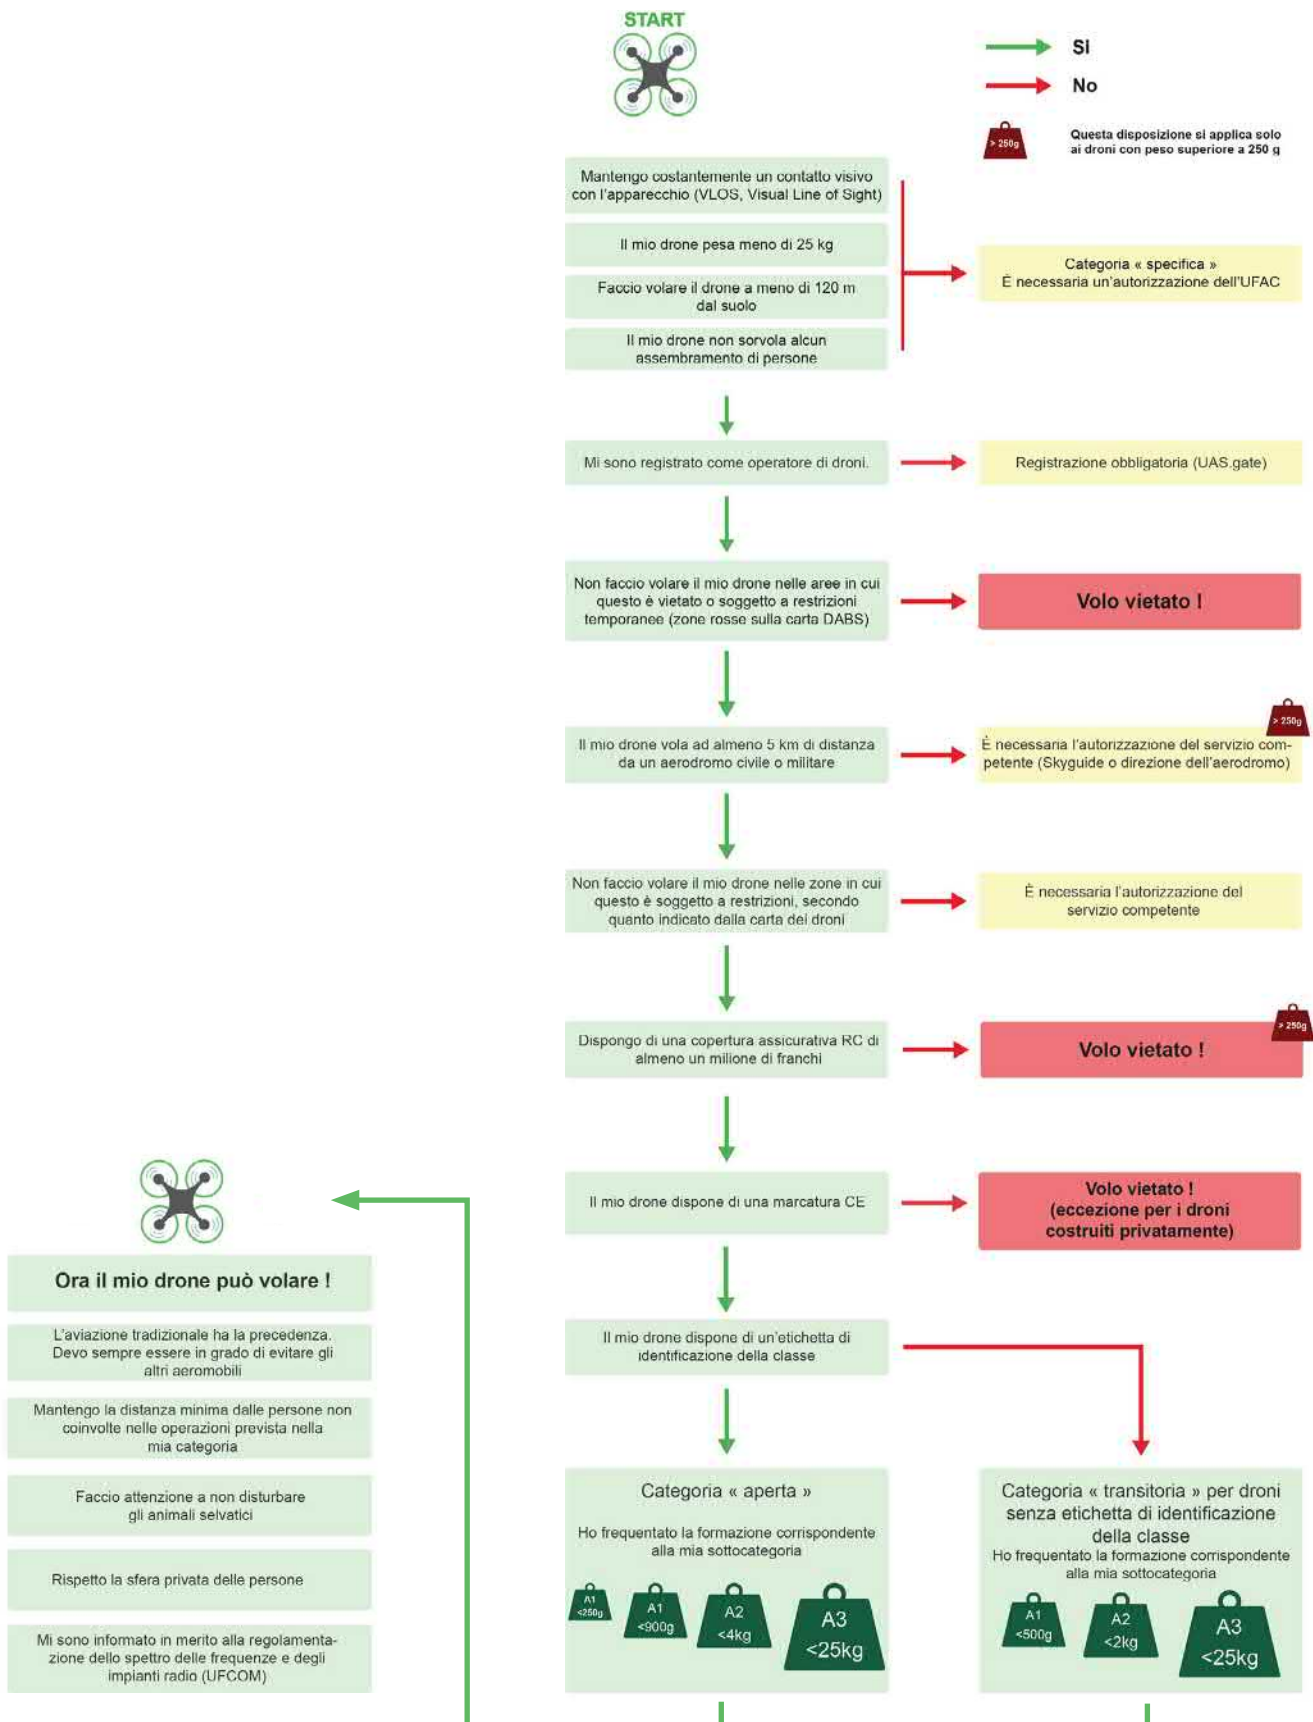 START
Si
No
> 250g
Questa disposizione si applica solo
ai droni con peso superiore a 250 g
Mantengo costantemente un contatto visivo
con l'apparecchio (VLOS, Visual Line of Sight)
Il mio drone pesa meno di 25 kg
Faccio volare il drone a meno di 120 m
dal suolo
Il mio drone non sorvola alcun
assembramento di persone
Categoria « specifica »
È necessaria un'autorizzazione dell'UFAC
Mi sono registrato come operatore di droni.
Registrazione obbligatoria (UAS.gate)
Non faccio volare il mio drone nelle aree in cui
questo è vietato o soggetto a restrizioni
temporanee (zone rosse sulla carta DABS)
Volo vietato !
Il mio drone vola ad almeno 5 km di distanza
da un aerodromo civile o militare
> 250g
È necessaria l'autorizzazione del servizio com-
petente (Skyguide o direzione dell'aerodromo)
Non faccio volare il mio drone nelle zone in cui
questo è soggetto a restrizioni, secondo
quanto indicato dalla carta dei droni
È necessaria l'autorizzazione del
servizio competente
Dispongo di una copertura assicurativa RC di
almeno un milione di franchi
> 250g
Volo vietato !
Il mio drone dispone di una marcatura CE
Volo vietato !
(eccezione per i droni
costruiti privatamente)
Il mio drone dispone di un'etichetta di
identificazione della classe
Categoria « aperta »
Ho frequentato la formazione corrispondente
alla mia sottocategoria
A1
<250g
A1
<900g
A2
<4kg
A3
<25kg
Categoria « transitoria » per droni
senza etichetta di identificazione
della classe
Ho frequentato la formazione corrispondente
alla mia sottocategoria
A1
<500g
A2
<2kg
A3
<25kg
Ora il mio drone può volare !
L'aviazione tradizionale ha la precedenza.
Devo sempre essere in grado di evitare gli
altri aeromobili
Mantengo la distanza minima dalle persone non
coinvolte nelle operazioni prevista nella
mia categoria
Faccio attenzione a non disturbare
gli animali selvatici
Rispetto la sfera privata delle persone
Mi sono informato in merito alla regolamenta-
zione dello spettro delle frequenze e degli
impianti radio (UFCOM)